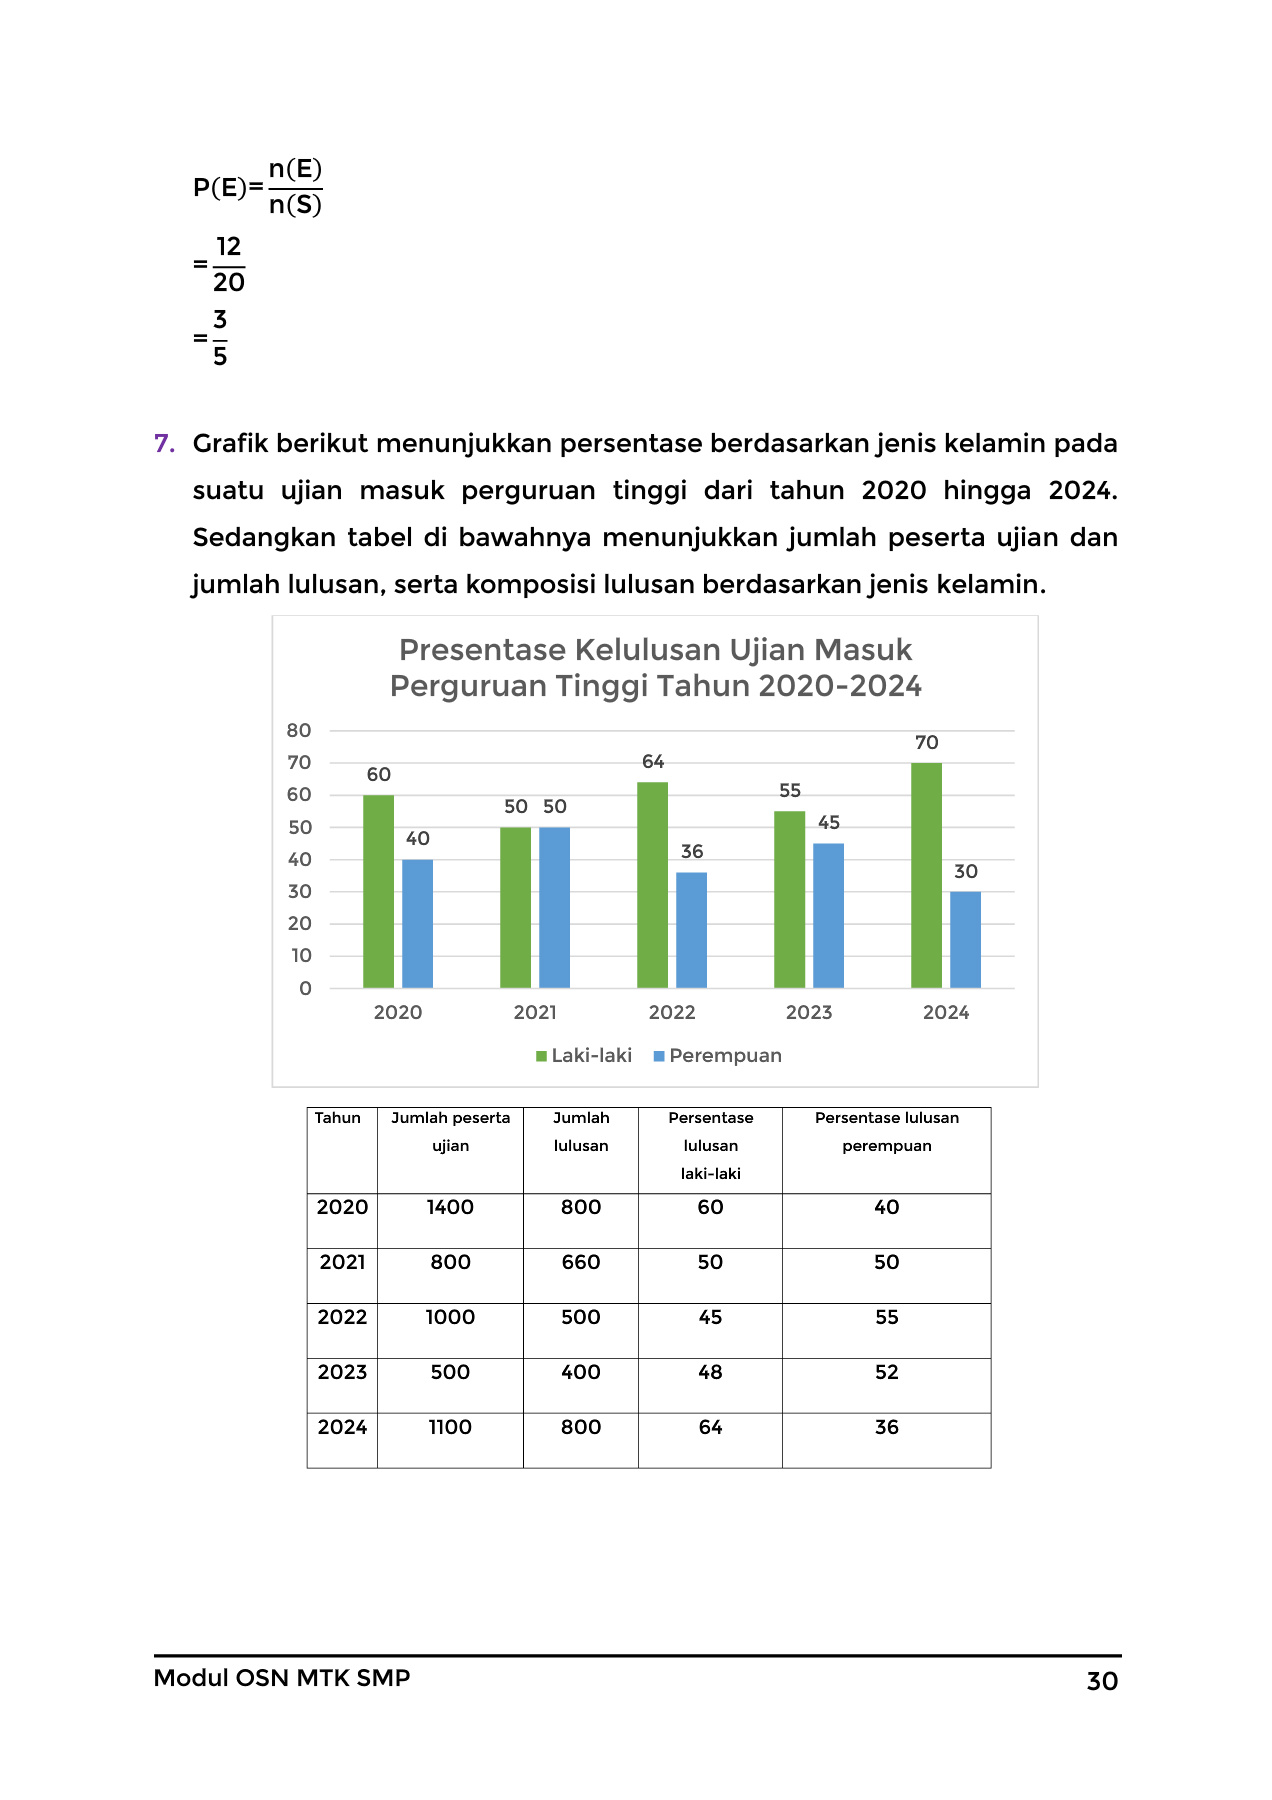 P(E)=n(E)/n(S)
=12/20
=3/5
7. Grafik berikut menunjukkan persentase berdasarkan jenis kelamin pada
suatu ujian masuk perguruan tinggi dari tahun 2020 hingga 2024.
Sedangkan tabel di bawahnya menunjukkan jumlah peserta ujian dan
jumlah lulusan, serta komposisi lulusan berdasarkan jenis kelamin.
Presentase Kelulusan Ujian Masuk
Perguruan Tinggi Tahun 2020-2024
80
70
60
50
40
30
20
10
0
60 40 50 50 64 36 55 45 70 30
2020 2021 2022 2023 2024
Laki-laki Perempuan
Tahun Jumlah peserta Jumlah Persentase Persentase lulusan
ujian lulusan lulusan perempuan
laki-laki
2020 1400 800 60 40
2021 800 660 50 50
2022 1000 500 45 55
2023 500 400 48 52
2024 1100 800 64 36
Modul OSN MTK SMP 30